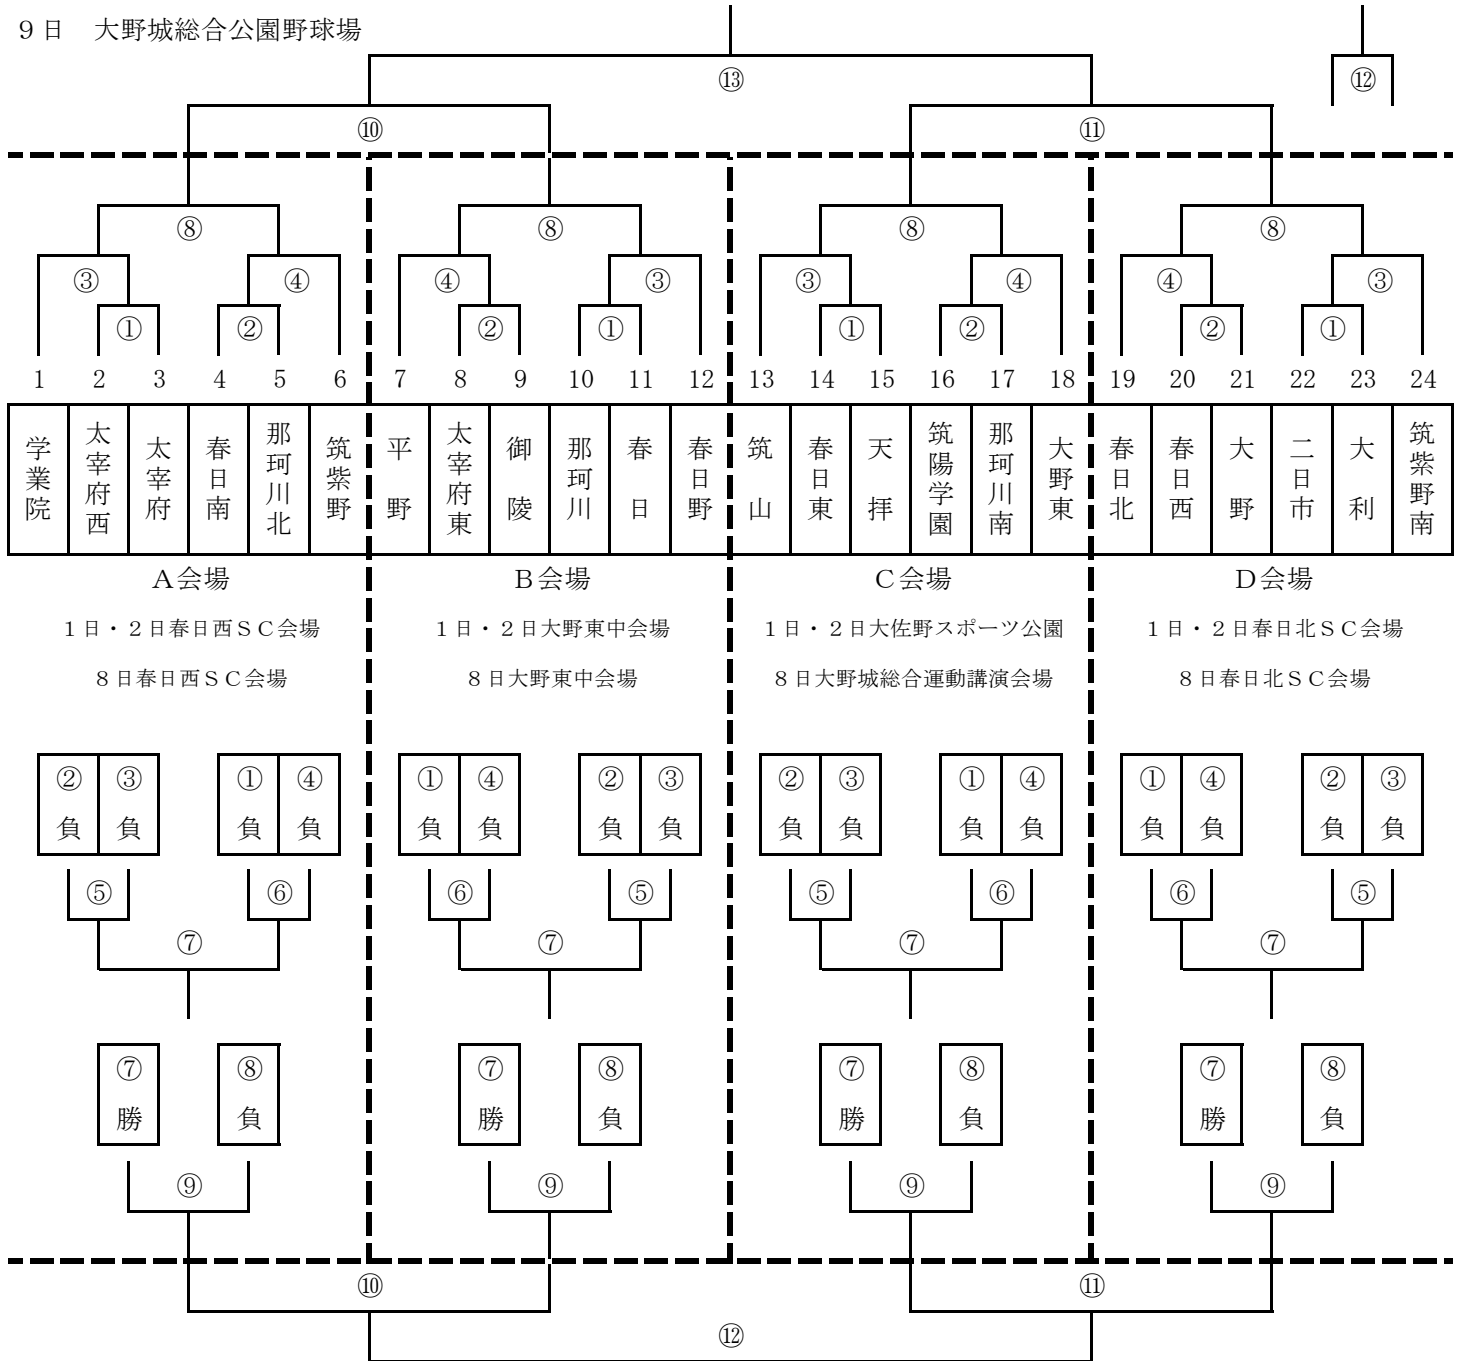 ９日　大野城総合公園野球場
⑬ ⑫
⑩ ⑪
⑧ ⑧ ⑧ ⑧
③ ④ ④ ③ ③ ④ ④ ③
① ② ② ① ① ② ② ①
1 2 3 4 5 6 7 8 9 10 11 12 13 14 15 16 17 18 19 20 21 22 23 24
学業院
太宰府西
太宰府
春日南
那珂川北
筑紫野
平野
太宰府東
御陵
那珂川
春日
春日野
筑山
春日東
天拝
筑陽学園
那珂川南
大野東
春日北
春日西
大野
二日市
大利
筑紫野南
Ａ会場 Ｂ会場 Ｃ会場 Ｄ会場
１日・２日春日西ＳＣ会場 １日・２日大野東中会場 １日・２日大佐野スポーツ公園 １日・２日春日北ＳＣ会場
８日春日西ＳＣ会場 ８日大野東中会場 ８日大野城総合運動講演会場 ８日春日北ＳＣ会場
②負 ③負 ①負 ④負 ①負 ④負 ②負 ③負 ②負 ③負 ①負 ④負 ①負 ④負 ②負 ③負
⑤ ⑥ ⑥ ⑤ ⑤ ⑥ ⑥ ⑤
⑦ ⑦ ⑦ ⑦
⑦勝 ⑧負 ⑦勝 ⑧負 ⑦勝 ⑧負 ⑦勝 ⑧負
⑨ ⑨ ⑨ ⑨
⑩ ⑪
⑫